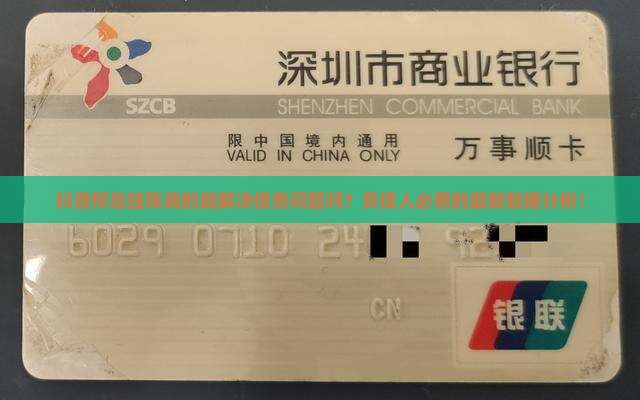 深圳市商业银行
SZCB
SHENZHEN COMMERCIAL BANK
限中国境内通用
VALID IN CHINA ONLY
万事顺卡
纠容停息挂账真的能解决债务问题吗？负债人必看的最新数据分析！
6029 0710 24 92
CN
银联